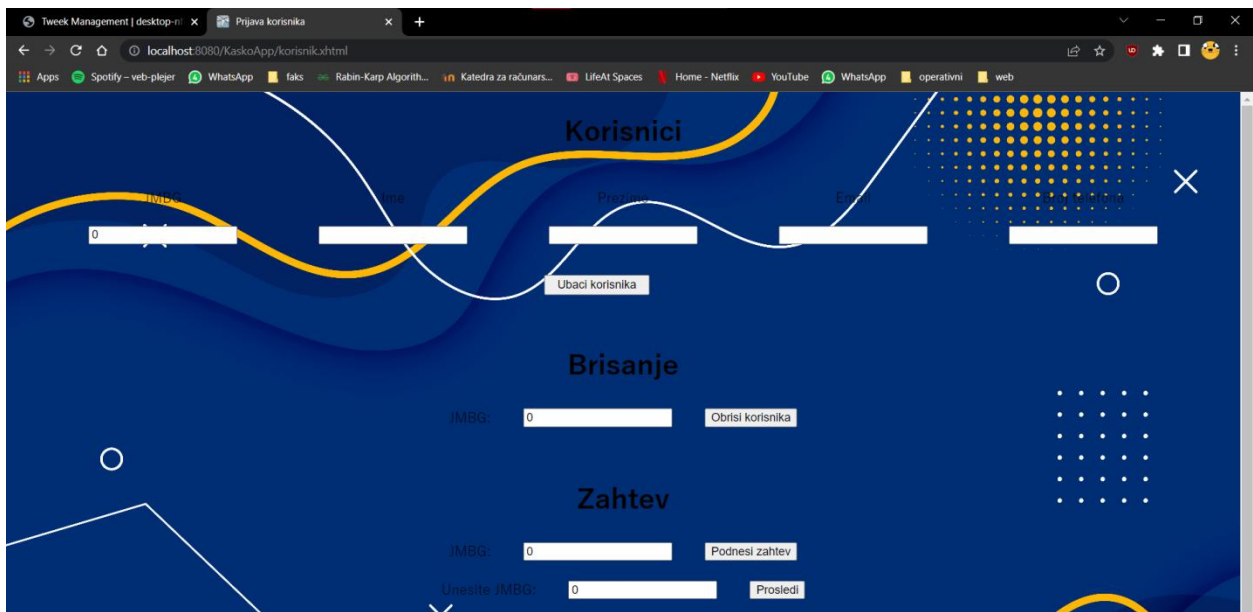 Tweek Management | desktop-n
Prijava korisnika
localhost:8080/KaskoApp/korisnik.xhtml
Apps Spotify – veb-plejer WhatsApp faks Rabin-Karp Algorith... Katedra za računars... LifeAt Spaces Home - Netflix YouTube WhatsApp operativni web
Korisnici
JMBG: Ime Prezime Email Broj telefona
0
Ubaci korisnika
Brisanje
JMBG: 0 Obrisi korisnika
Zahtev
JMBG: 0 Podnesi zahtev
Unesite JMBG: 0 Prosledi